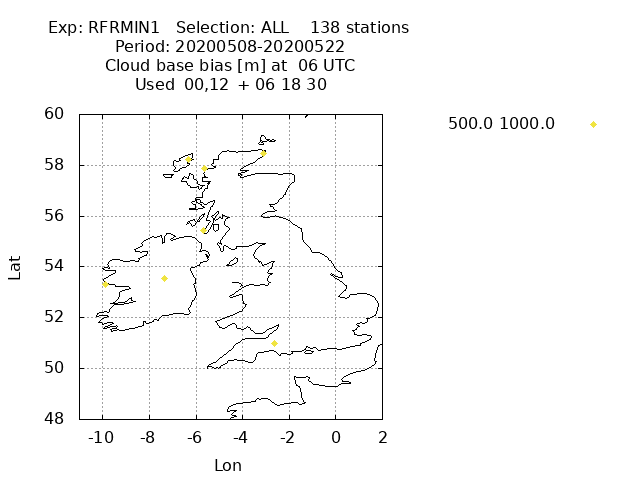 Exp: RFRMIN1 Selection: ALL 138 stations
Period: 20200508-20200522
Cloud base bias [m] at 06 UTC
Used 00,12 + 06 18 30
500.0 1000.0
60
58
56
54
52
50
48
Lat
-10 -8 -6 -4 -2 0 2
Lon